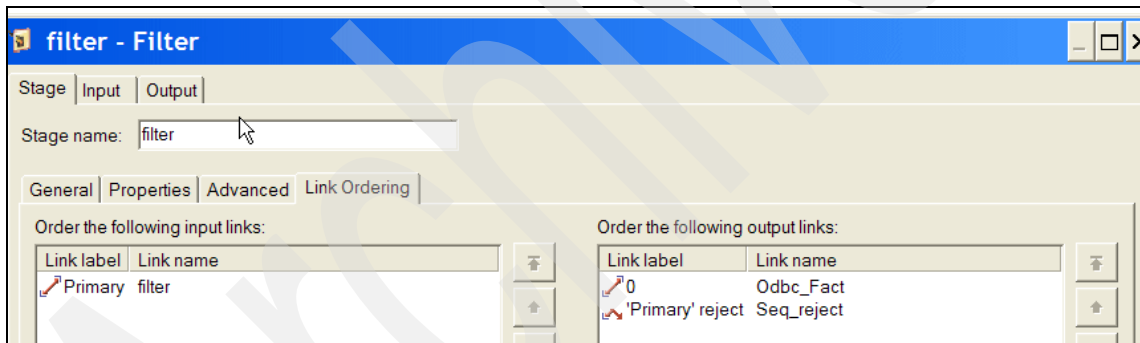 filter - Filter
Stage Input Output
Stage name: filter
General Properties Advanced Link Ordering
Order the following input links: Order the following output links:
Link label Link name Link label Link name
Primary filter 0 Odbc_Fact
'Primary' reject Seq_reject